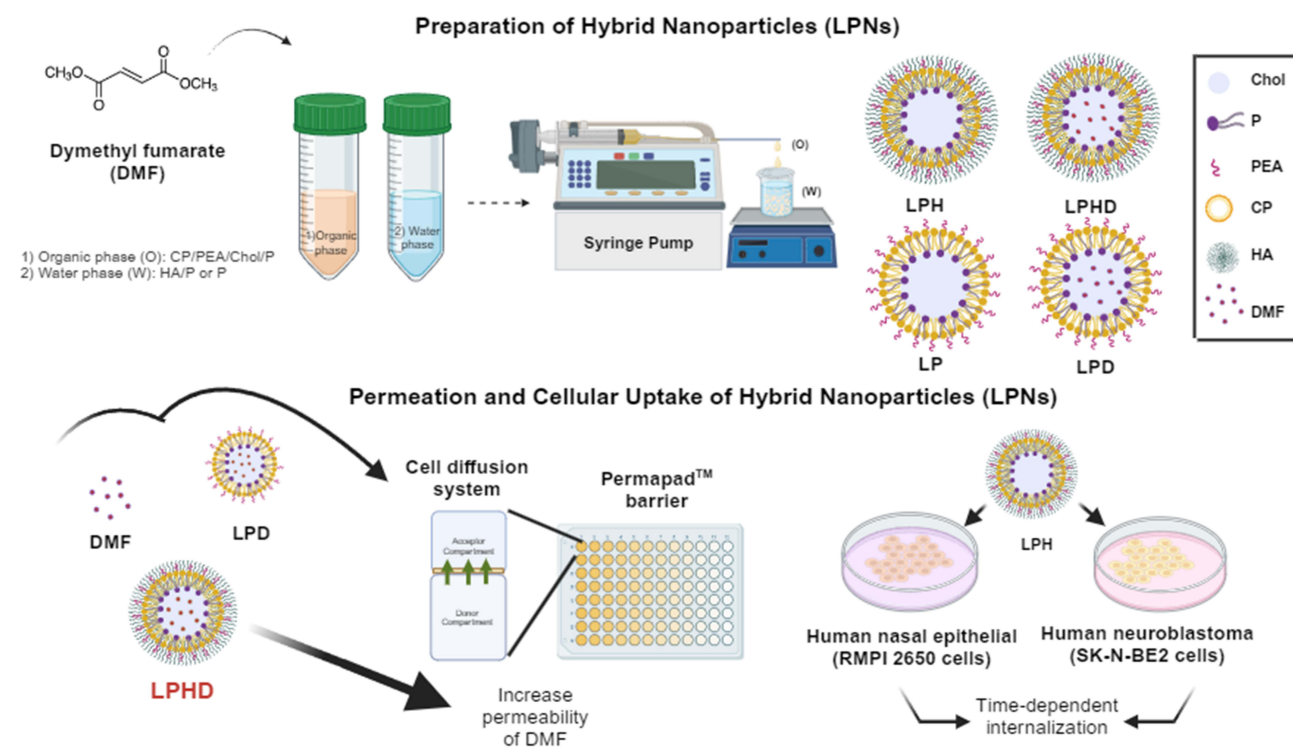 Preparation of Hybrid Nanoparticles (LPNs)
CH₃O
O
O
OCH₃
Dymethyl fumarate
(DMF)
1) Organic phase (O): CP/PEA/Chol/P
2) Water phase (W): HA/P or P
1)Organic
phase
2) Water
phase
Syringe Pump
(O)
(W)
LPH
LPHD
LP
LPD
Chol
P
PEA
CP
HA
DMF
Permeation and Cellular Uptake of Hybrid Nanoparticles (LPNs)
DMF
LPD
LPHD
Cell diffusion
system
Acceptor
Compartment
Donor
Compartment
Permapad™
barrier
Increase
permeability
of DMF
LPH
Human nasal epithelial
(RMPI 2650 cells)
Human neuroblastoma
(SK-N-BE2 cells)
Time-dependent
internalization